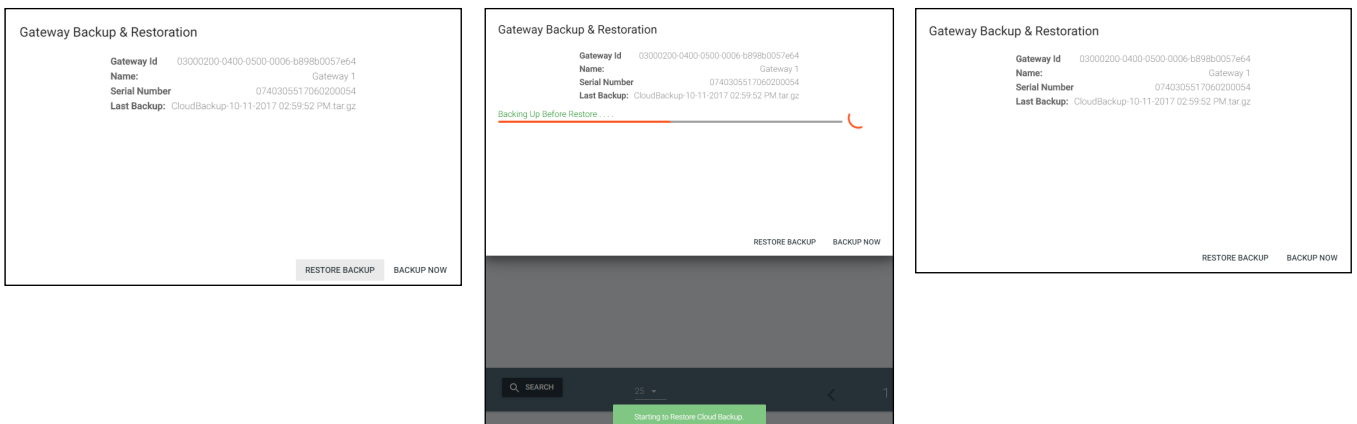 Gateway Backup & Restoration
Gateway Id 03000200-0400-0500-0006-b898b0057e64
Name: Gateway 1
Serial Number 0740305517060200054
Last Backup: CloudBackup-10-11-2017 02:59:52 PM.tar.gz
RESTORE BACKUP BACKUP NOW
Gateway Backup & Restoration
Gateway Id 03000200-0400-0500-0006-b898b0057e64
Name: Gateway 1
Serial Number 0740305517060200054
Last Backup: CloudBackup-10-11-2017 02:59:52 PM.tar.gz
Backing Up Before Restore . . . .
RESTORE BACKUP BACKUP NOW
SEARCH 25 1
Starting to Restore Cloud Backup.
Gateway Backup & Restoration
Gateway Id 03000200-0400-0500-0006-b898b0057e64
Name: Gateway 1
Serial Number 0740305517060200054
Last Backup: CloudBackup-10-11-2017 02:59:52 PM.tar.gz
RESTORE BACKUP BACKUP NOW